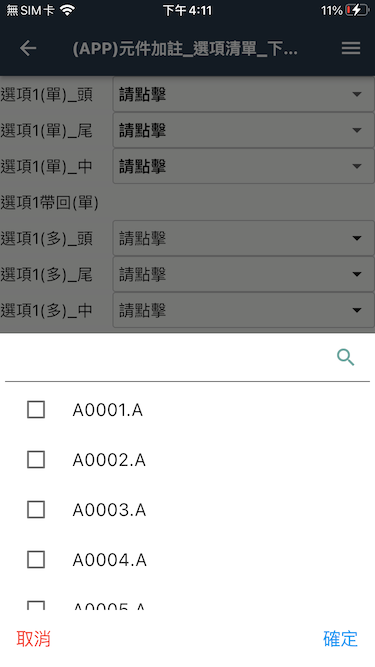 無SIM卡 下午4:11 11%
(APP)元件加註_選項清單_下...
選項1(單)_頭 請點擊
選項1(單)_尾 請點擊
選項1(單)_中 請點擊
選項1帶回(單)
選項1(多)_頭 請點擊
選項1(多)_尾 請點擊
選項1(多)_中 請點擊
A0001.A
A0002.A
A0003.A
A0004.A
A0005.A
取消 確定